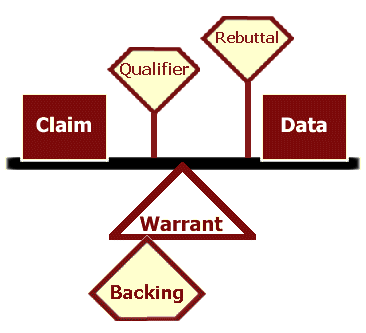 Rebuttal
Qualifier
Claim
Data
Warrant
Backing